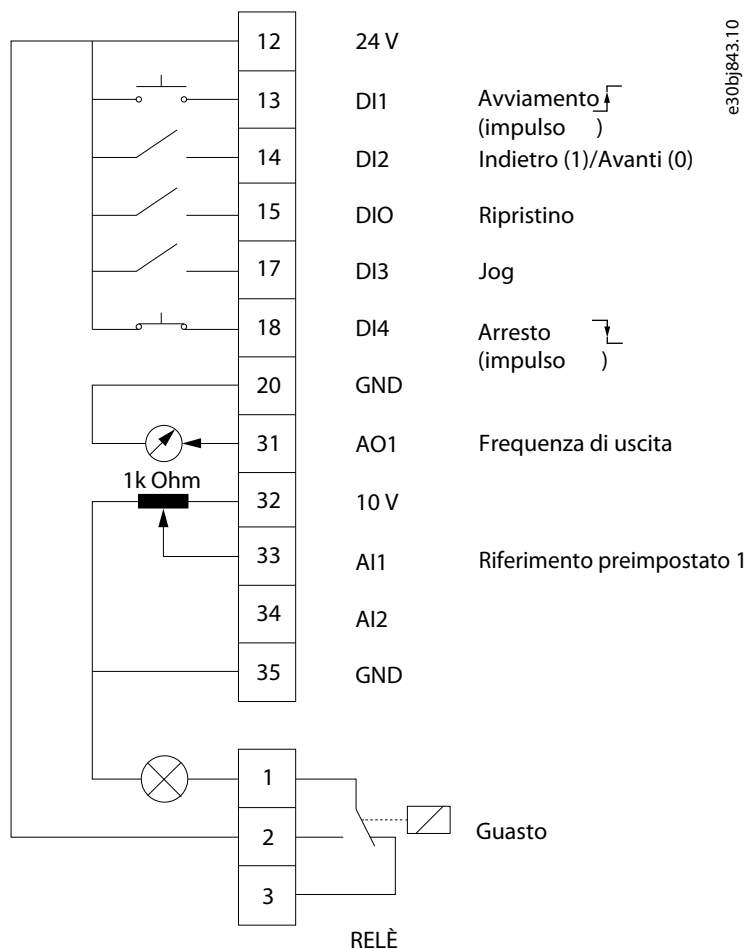 e30bj843.10
12 24 V
13 DI1 Avviamento
(impulso )
14 DI2 Indietro (1)/Avanti (0)
15 DIO Ripristino
17 DI3 Jog
18 DI4 Arresto
(impulso )
20 GND
31 AO1 Frequenza di uscita
1k Ohm
32 10 V
33 AI1 Riferimento preimpostato 1
34 AI2
35 GND
1
2 Guasto
3
RELÈ